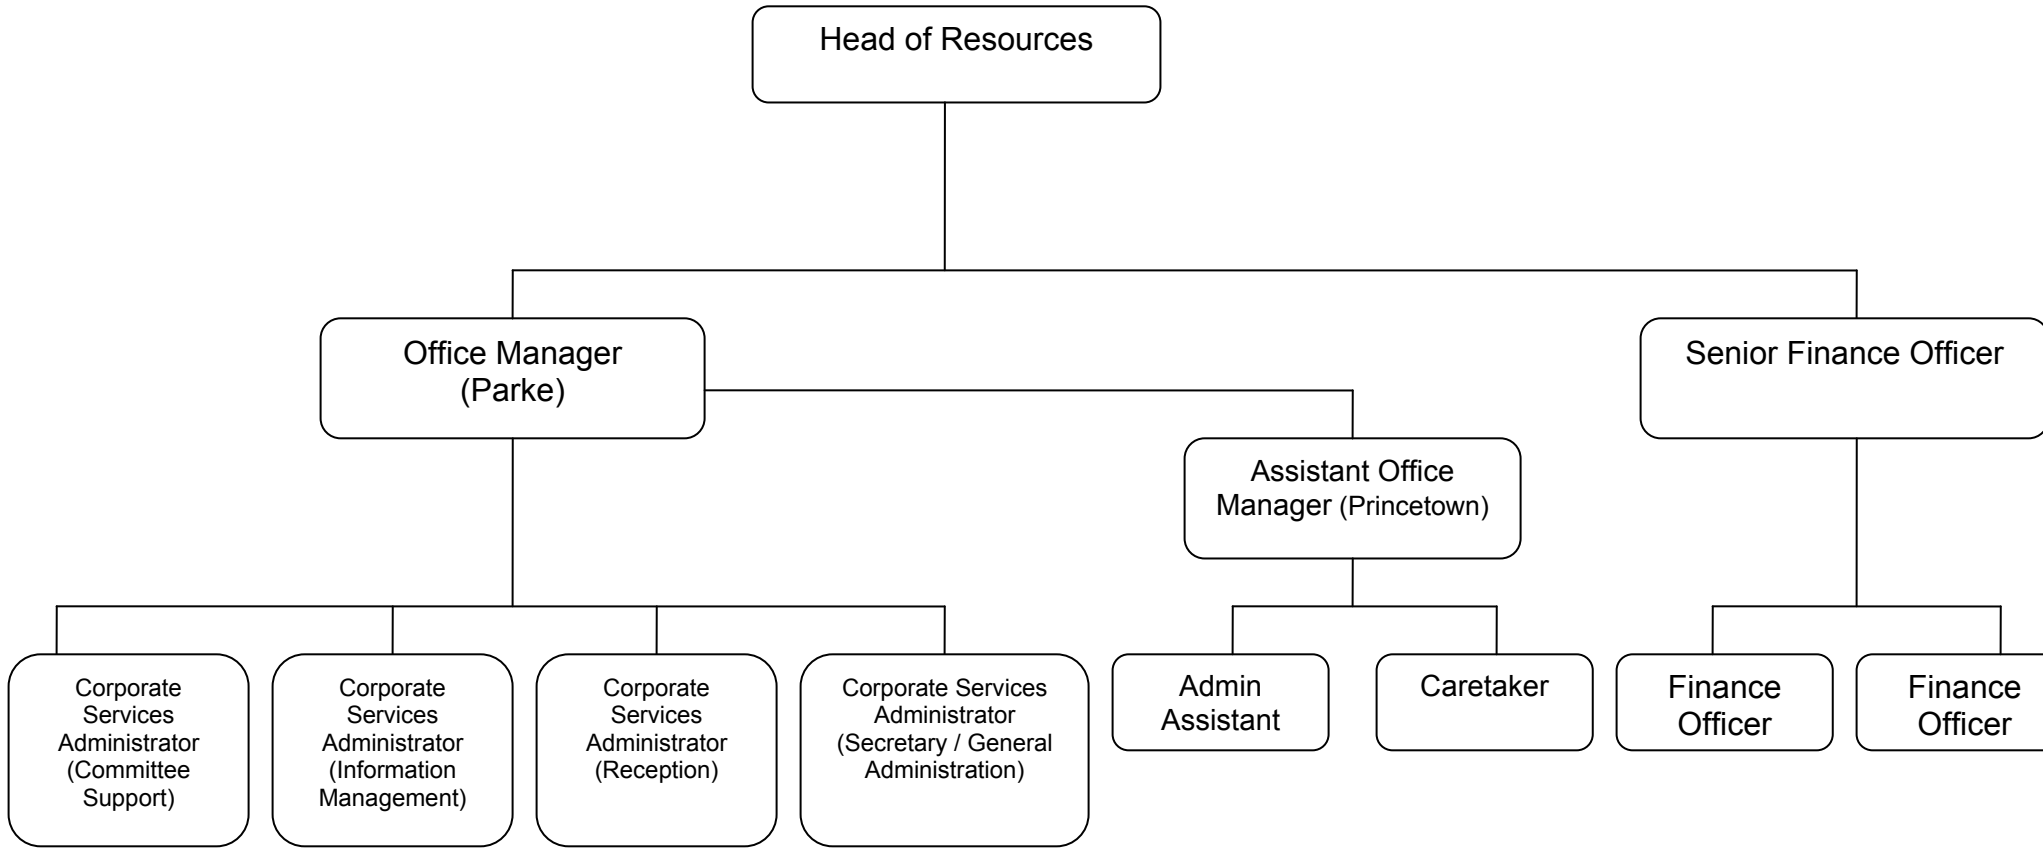 Head of Resources
Office Manager
(Parke)
Senior Finance Officer
Assistant Office
Manager (Princetown)
Corporate
Services
Administrator
(Committee
Support)
Corporate
Services
Administrator
(Information
Management)
Corporate
Services
Administrator
(Reception)
Corporate Services
Administrator
(Secretary / General
Administration)
Admin
Assistant
Caretaker
Finance
Officer
Finance
Officer